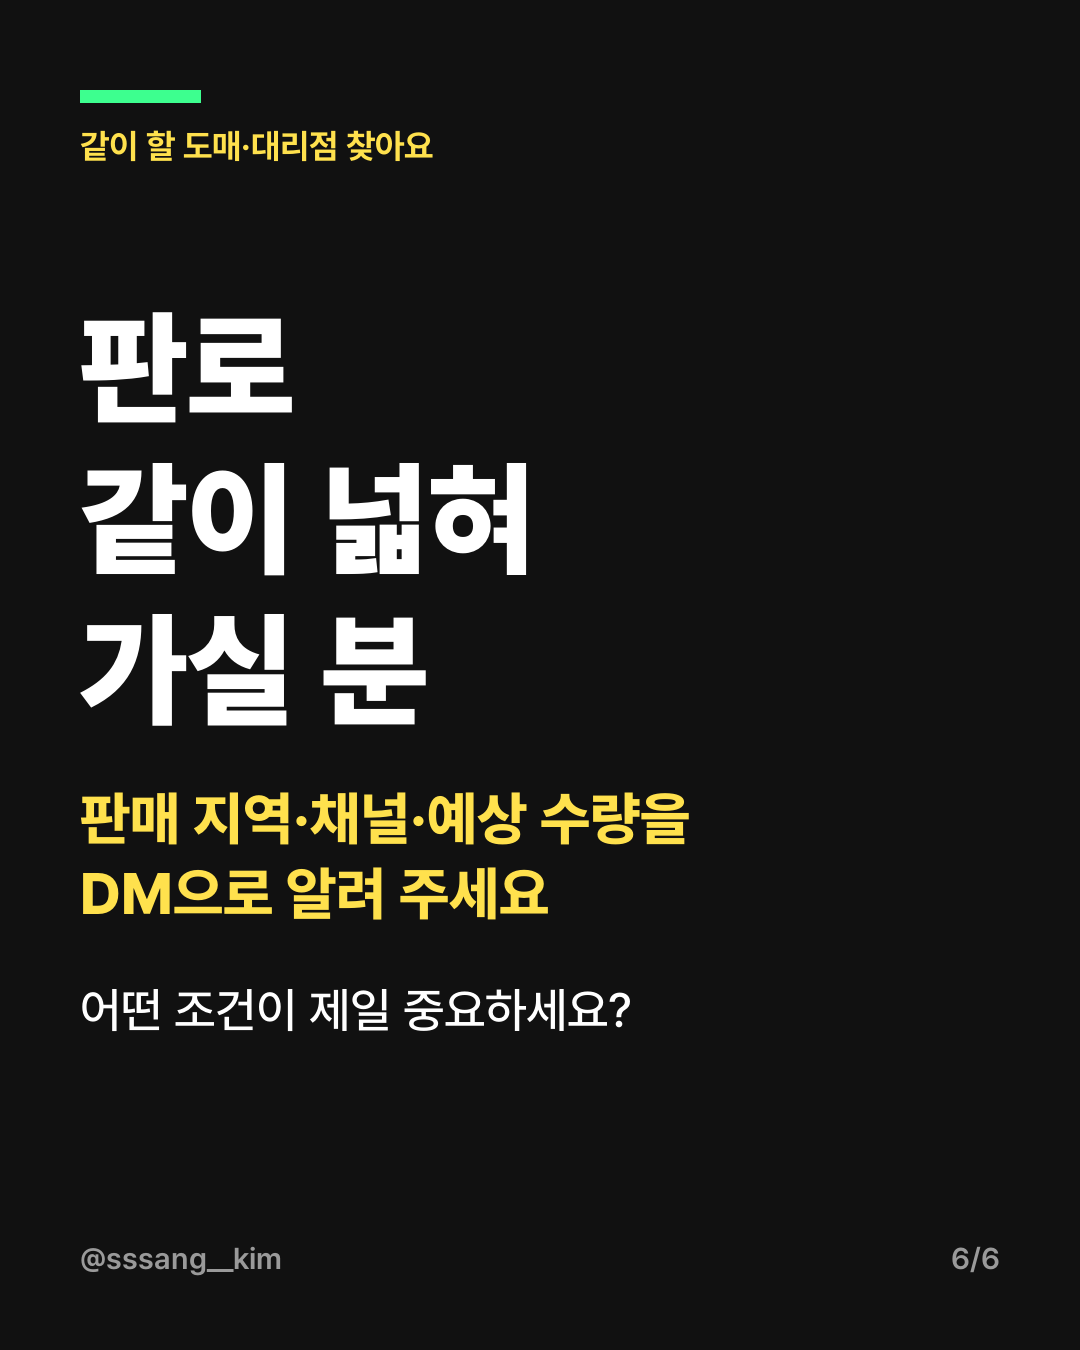 같이 할 도매·대리점 찾아요
판로
같이 넓혀
가실 분
판매 지역·채널·예상 수량을
DM으로 알려 주세요
어떤 조건이 제일 중요하세요?
@sssang__kim
6/6